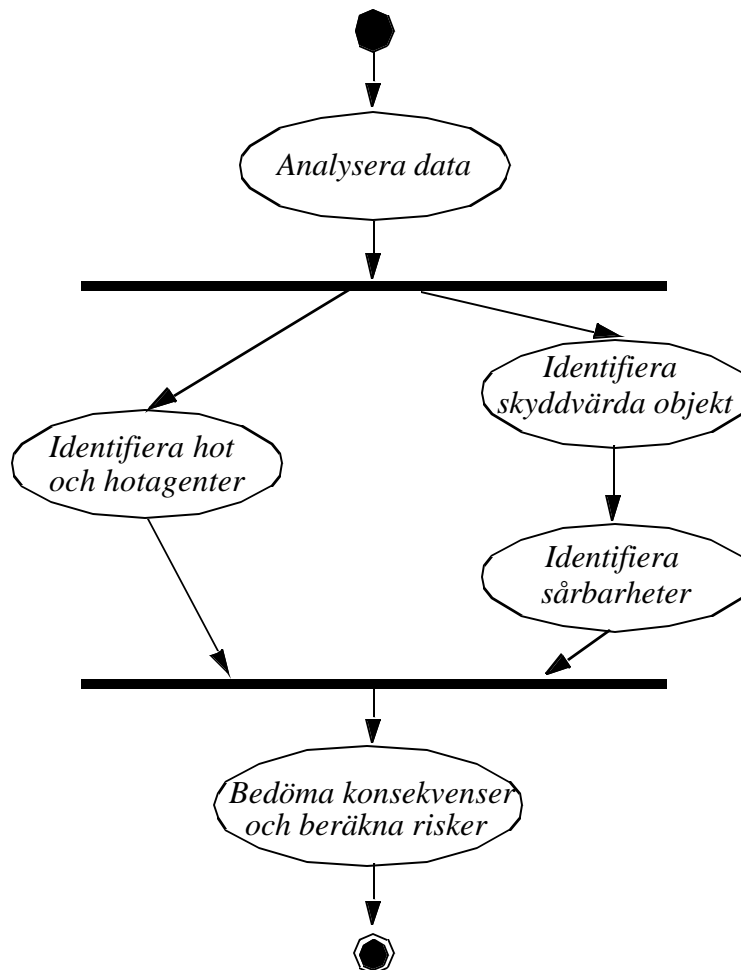 Analysera data
Identifiera
skyddvärda objekt
Identifiera hot
och hotagenter
Identifiera
sårbarheter
Bedöma konsekvenser
och beräkna risker